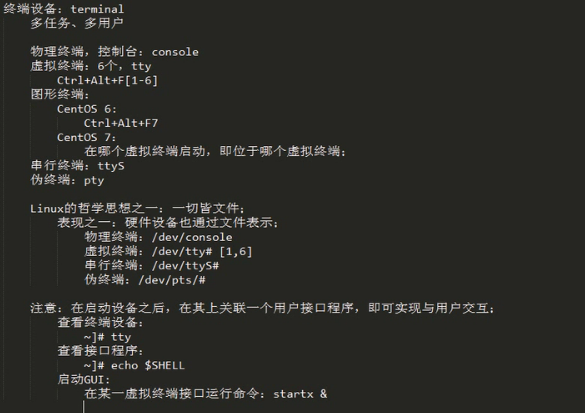 终端设备：terminal
多任务、多用户
物理终端，控制台：console
虚拟终端：6个，tty
Ctrl+Alt+F[1-6]
图形终端：
CentOS 6:
Ctrl+Alt+F7
CentOS 7:
在哪个虚拟终端启动，即位于哪个虚拟终端；
串行终端：ttyS
伪终端：pty
Linux的哲学思想之一：一切皆文件；
表现之一：硬件设备也通过文件表示；
物理终端：/dev/console
虚拟终端：/dev/tty# [1,6]
串行终端：/dev/ttyS#
伪终端：/dev/pts/#
注意：在启动设备之后，在其上关联一个用户接口程序，即可实现与用户交互；
查看终端设备：
~]# tty
查看接口程序：
~]# echo $SHELL
启动GUI:
在某一虚拟终端接口运行命令：startx &